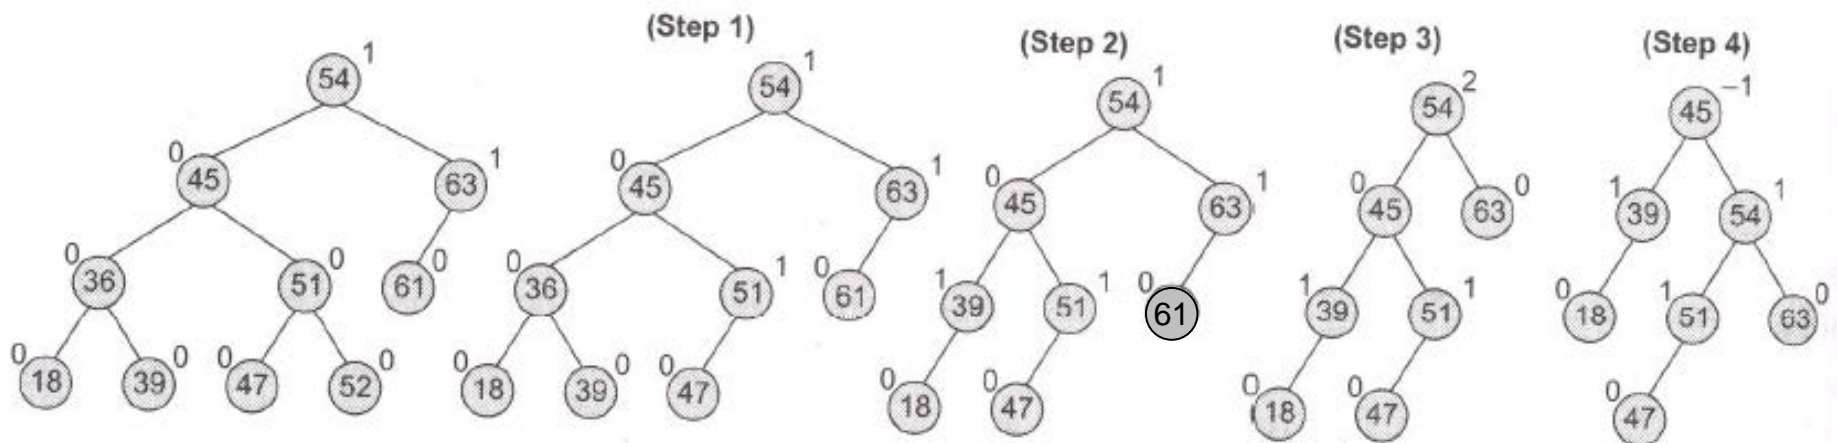 (Step 1) (Step 2) (Step 3) (Step 4)
54 1
0 45 63 1
0 36 51 0 61 0
0 18 39 0 0 47 52 0
54 1
0 45 63 1
0 36 51 1 0 61
0 18 39 0 0 47
54 1
0 45 63 1
1 39 51 1 0 61
0 18 0 47
54 2
0 45 63 0
1 39 51 1
0 18 0 47
45 –1
1 39 54 1
0 18 1 51 63 0
0 47